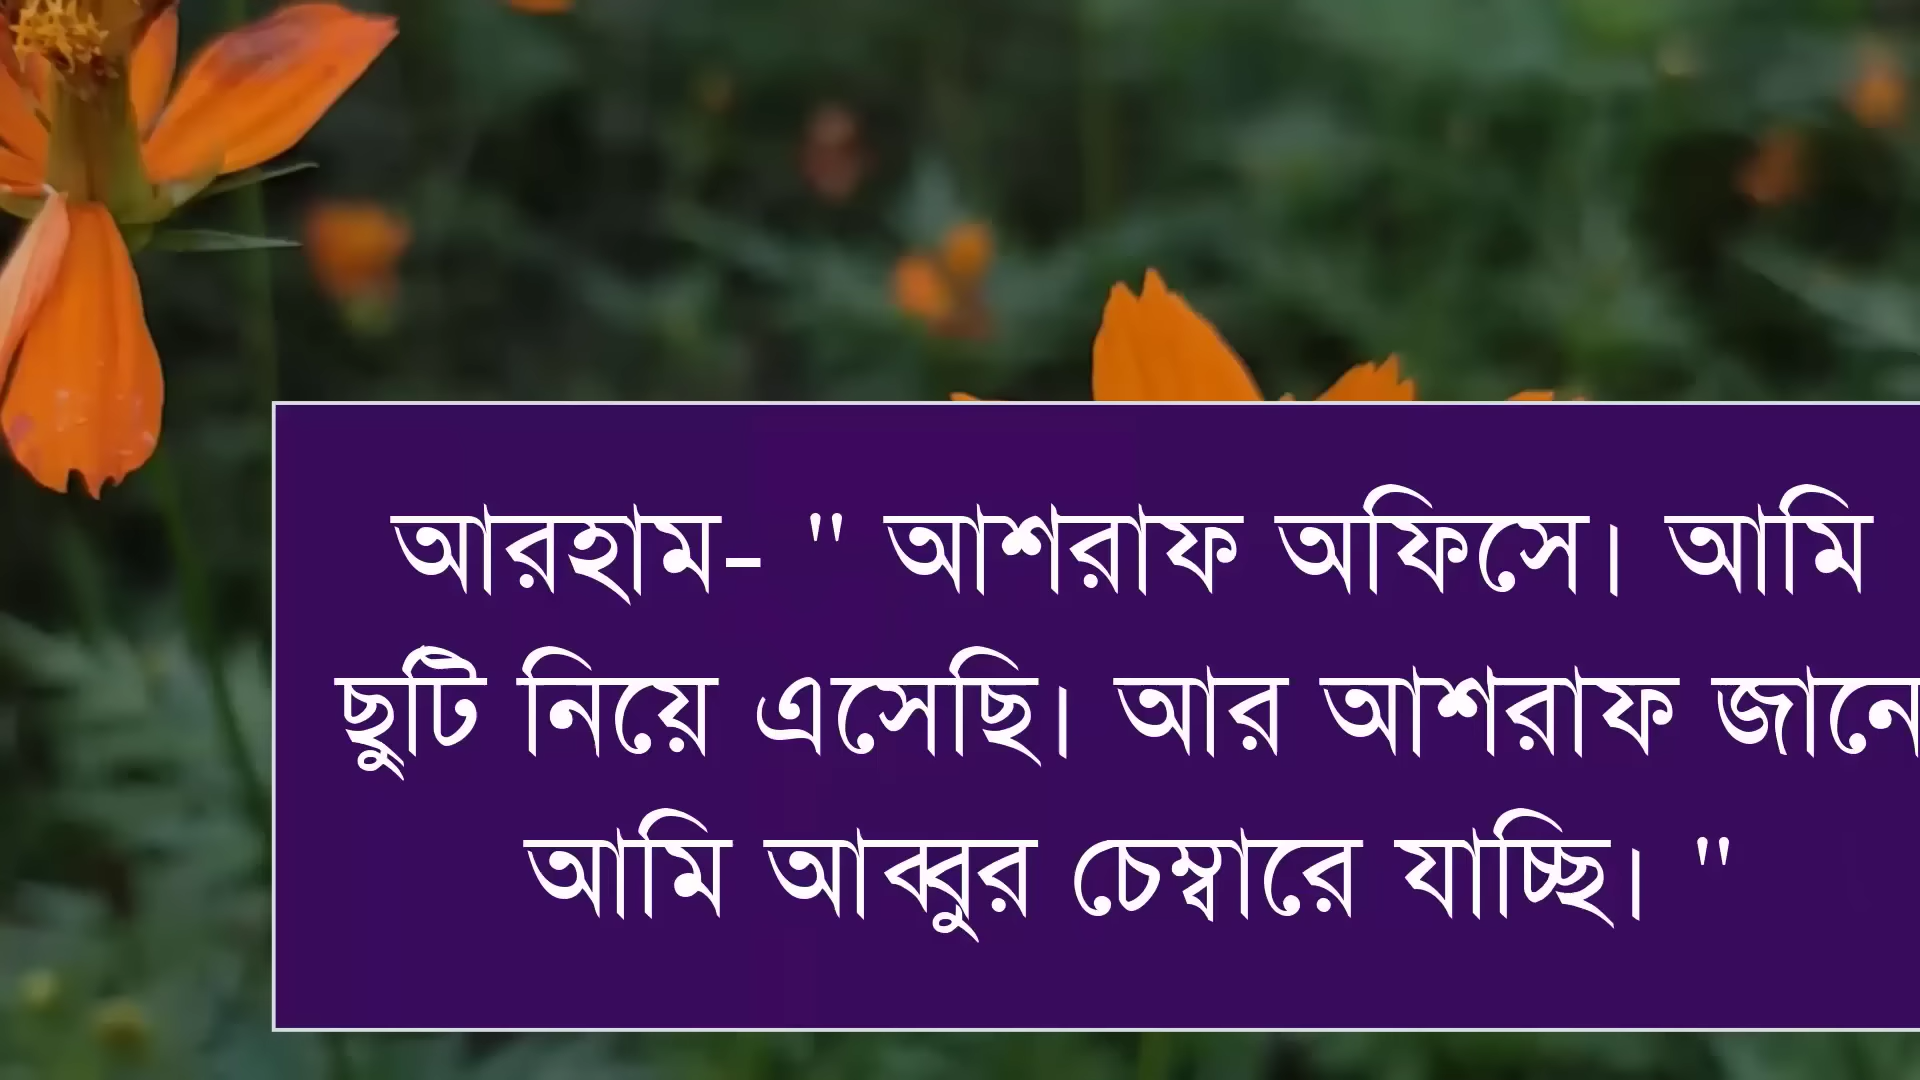 আরহাম- " আশরাফ অফিসে। আমি
ছুটি নিয়ে এসেছি। আর আশরাফ জানে
আমি আব্বুর চেম্বারে যাচ্ছি। "